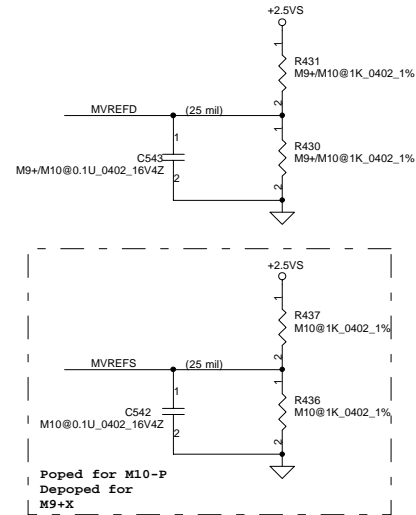 +2.5VS
1
R431
M9+/M10@1K_0402_1%
2
MVREFD
(25 mil)
1
1
R430
M9+/M10@1K_0402_1%
C543
M9+/M10@0.1U_0402_16V4Z
2
2
+2.5VS
1
R437
M10@1K_0402_1%
2
MVREFS
(25 mil)
1
1
R436
M10@1K_0402_1%
C542
M10@0.1U_0402_16V4Z
2
2
Poped for M10-P
Depoped for
M9+X